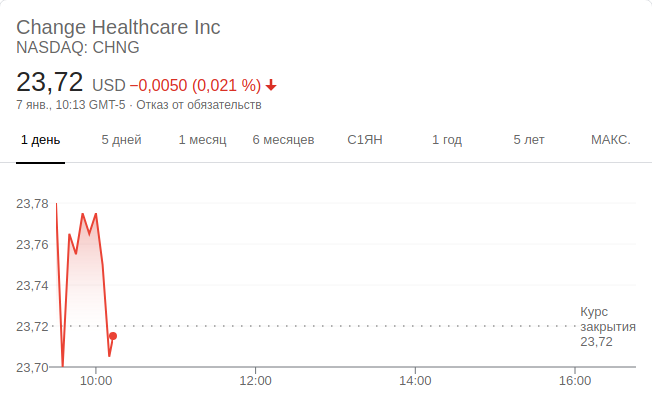 Change Healthcare Inc
NASDAQ: CHNG
23,72 USD −0,0050 (0,021 %)
7 янв., 10:13 GMT-5 · Отказ от обязательств
1 день 5 дней 1 месяц 6 месяцев С1ЯН 1 год 5 лет МАКС.
23,78
23,76
23,74
23,72
23,70
Курс
закрытия
23,72
10:00 12:00 14:00 16:00